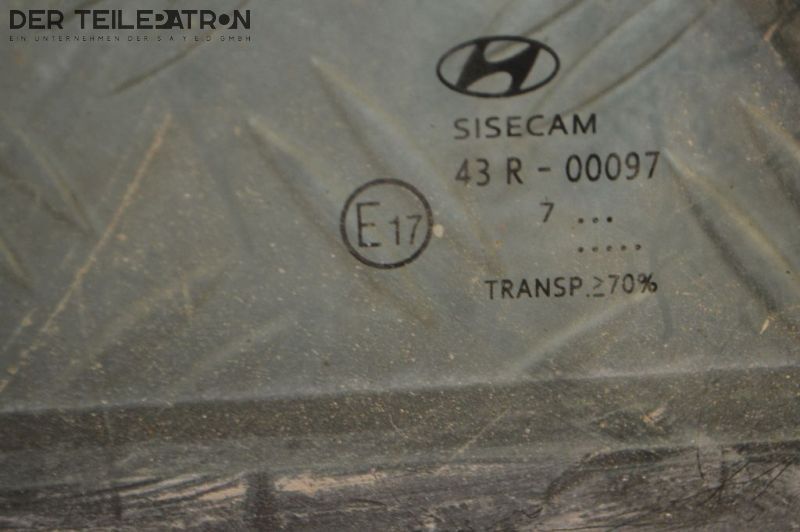 DER TEILEPATRON
EIN UNTERNEHMEN DER S A Y E D GMBH
SISECAM
43 R - 00097
E 17
7 ...
.....
TRANSP. ≥70%